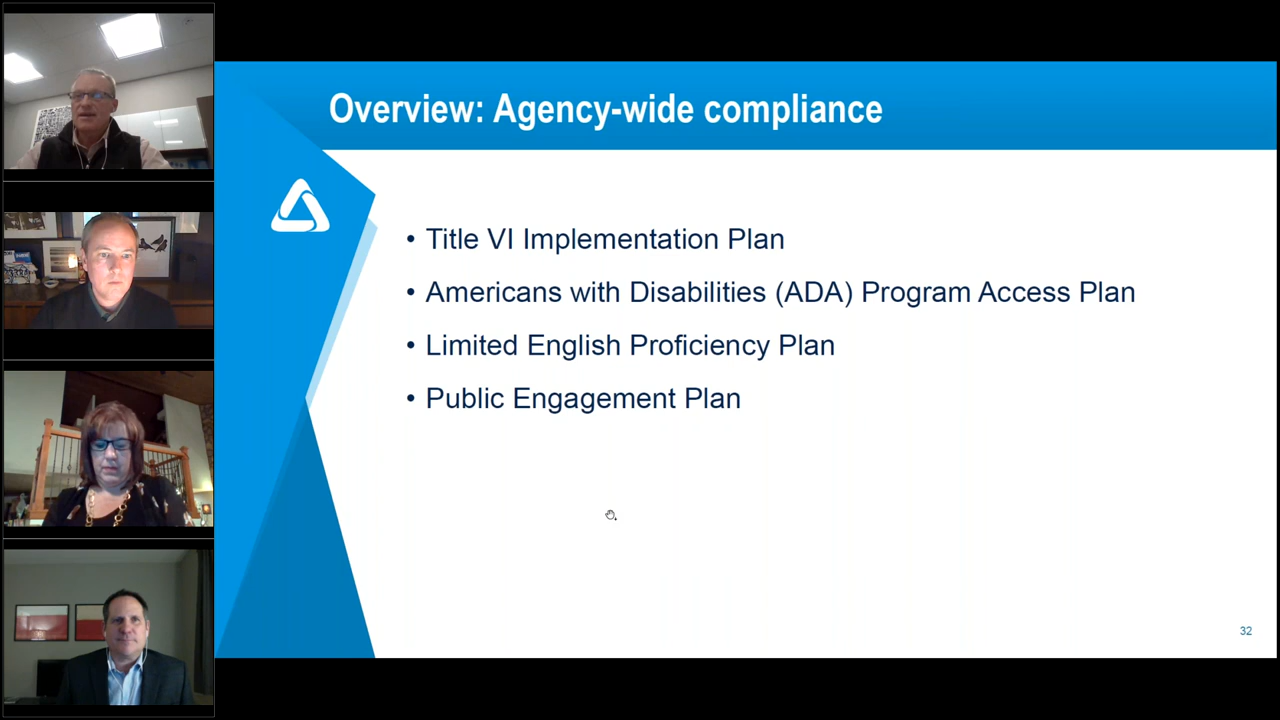 Overview: Agency-wide compliance
• Title VI Implementation Plan
• Americans with Disabilities (ADA) Program Access Plan
• Limited English Proficiency Plan
• Public Engagement Plan
32